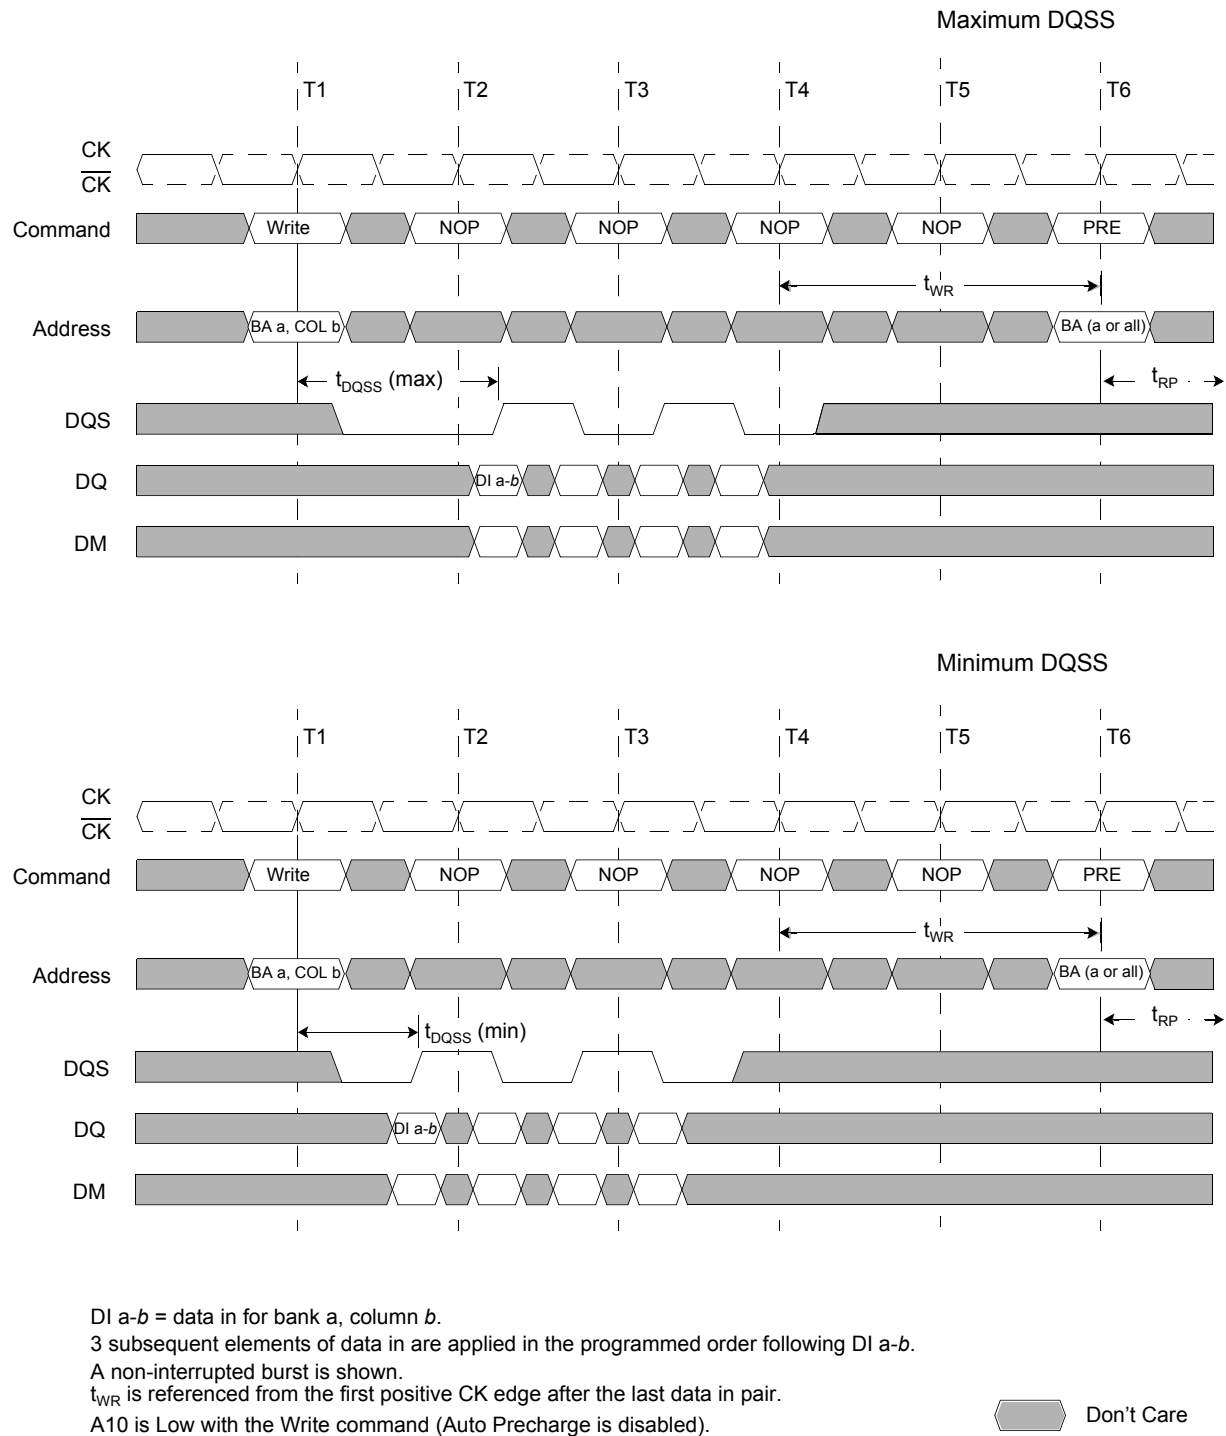 Maximum DQSS
T1 T2 T3 T4 T5 T6
CK
CK
Command Write NOP NOP NOP NOP PRE
tWR
Address BA a, COL b BA (a or all)
tDQSS (max) tRP
DQS
DQ DI a-b
DM
Minimum DQSS
T1 T2 T3 T4 T5 T6
CK
CK
Command Write NOP NOP NOP NOP PRE
tWR
Address BA a, COL b BA (a or all)
tDQSS (min) tRP
DQS
DQ DI a-b
DM
DI a-b = data in for bank a, column b.
3 subsequent elements of data in are applied in the programmed order following DI a-b.
A non-interrupted burst is shown.
tWR is referenced from the first positive CK edge after the last data in pair.
A10 is Low with the Write command (Auto Precharge is disabled).
Don't Care